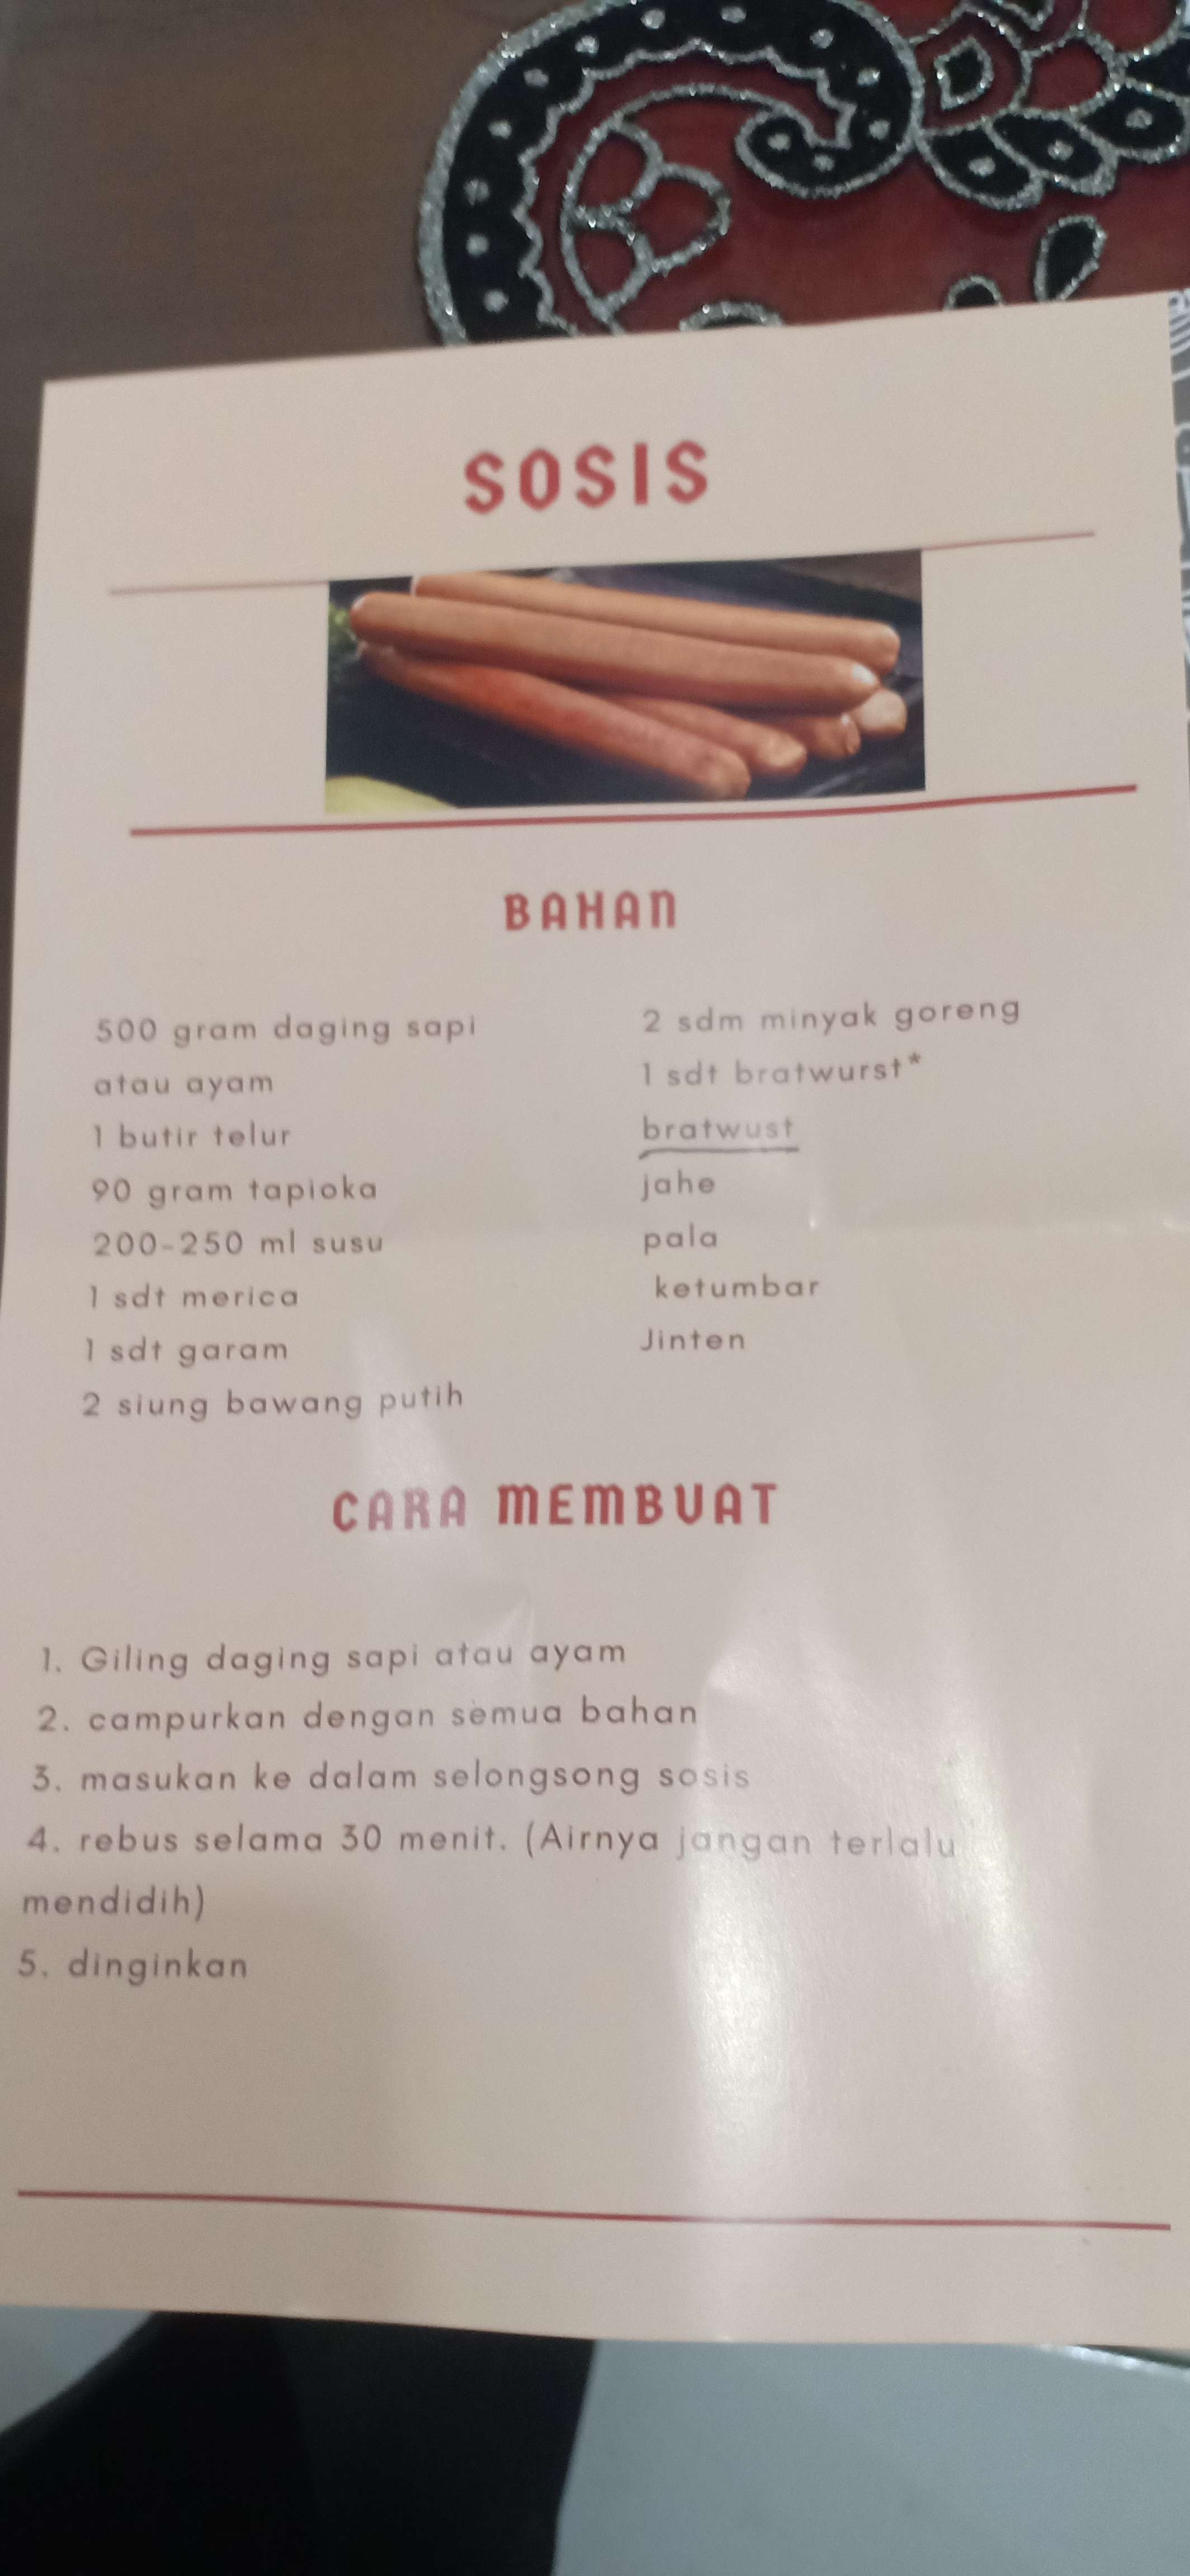 SOSIS
BAHAN
500 gram daging sapi
atau ayam
1 butir telur
90 gram tapioka
200-250 ml susu
1 sdt merica
1 sdt garam
2 siung bawang putih
2 sdm minyak goreng
1 sdt bratwurst*
bratwust
jahe
pala
ketumbar
Jinten
CARA MEMBUAT
1. Giling daging sapi atau ayam
2. campurkan dengan semua bahan
3. masukan ke dalam selongsong sosis
4. rebus selama 30 menit. (Airnya jangan terlalu
mendidih)
5. dinginkan